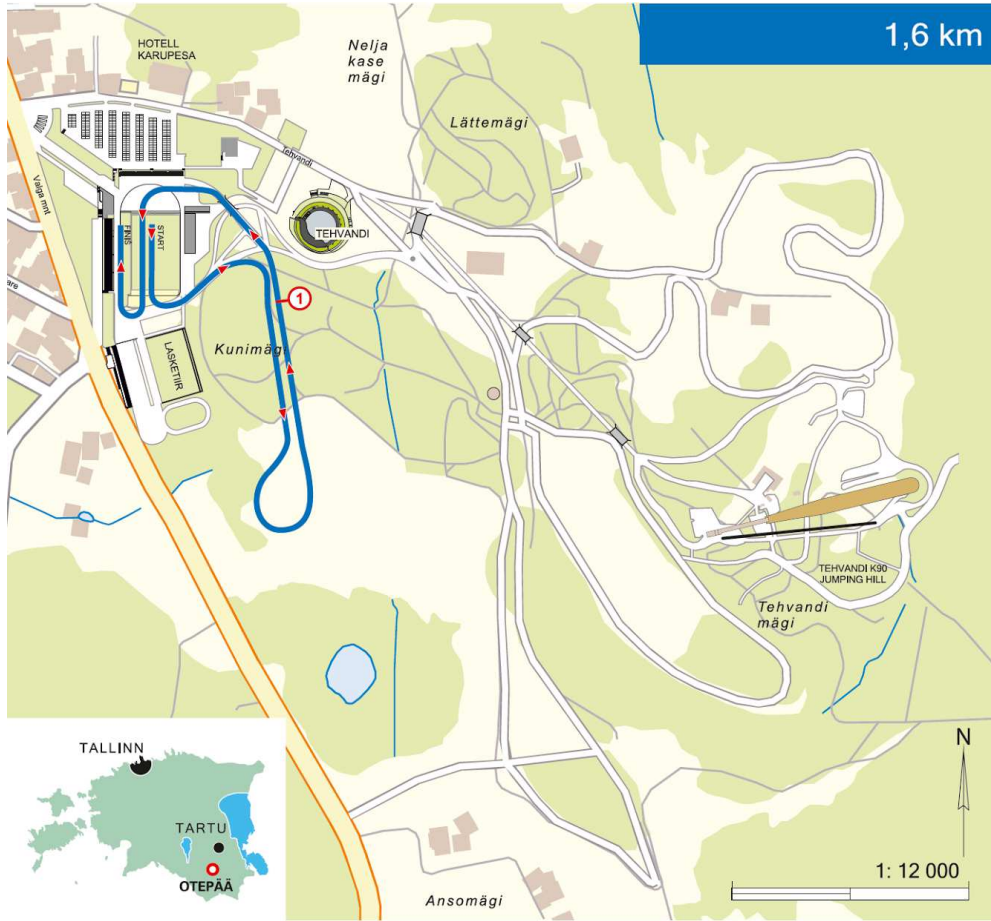 1,6 km
HOTELL
KARUPESA
Nelja
kase
mägi
Lättemägi
Tehvandi
Valga mnt
TEHVANDI
FINIS
START
are
1
Kunimägi
LASKETIIR
TEHVANDI K90
JUMPING HILL
Tehvandi
mägi
N
TALLINN
TARTU
OTEPÄÄ
1: 12 000
Ansomägi